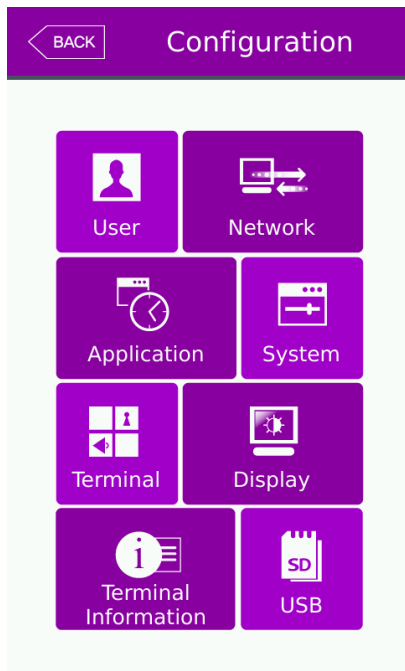 BACK
Configuration
User
Network
Application
System
Terminal
Display
i
Terminal
Information
SD
USB